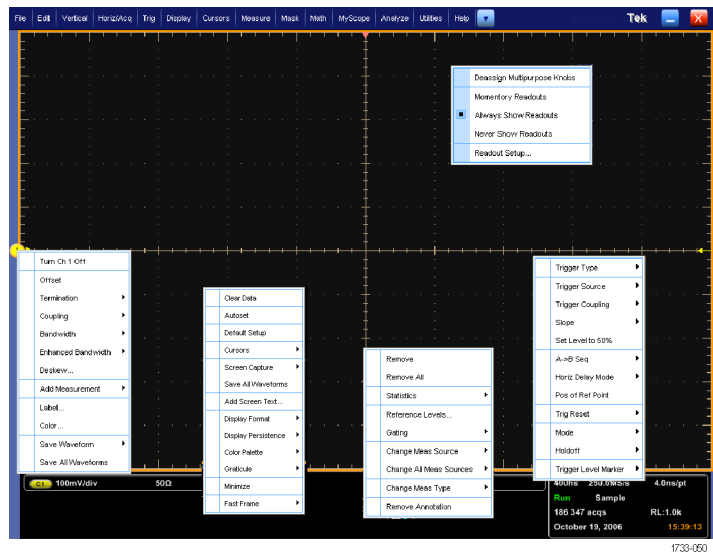 File Edit Vertical Horiz/Acq Trig Display Cursors Measure Mask Math MyScope Analyze Utilities Help Tek
Deassign Multipurpose Knobs
Momentory Readouts
Always Show Readouts
Never Show Readouts
Readout Setup...
Turn Ch 1 Off
Offset
Termination
Coupling
Bandwidth
Enhanced Bandwidth
Deskew...
Add Measurement
Label...
Color...
Save Waveform
Save All Waveforms
Clear Data
Autoset
Default Setup
Cursors
Screen Capture
Save All Waveforms
Add Screen Text...
Display Format
Display Persistence
Color Palette
Graticule
Minimize
Fast Frame
Remove
Remove All
Statistics
Reference Levels...
Gating
Change Meas Source
Change All Meas Sources
Change Meas Type
Remove Annotation
Trigger Type
Trigger Source
Trigger Coupling
Slope
Set Level to 50%
A->B Seq
Horiz Delay Mode
Pos of Ref Point
Trig Reset
Mode
Holdoff
Trigger Level Marker
C1 100mV/div 50Ω
400ns 250.0MS/s 4.0ns/pt
Run Sample
186 347 acqs RL:1.0k
October 19, 2006 15:39:13
1733-050